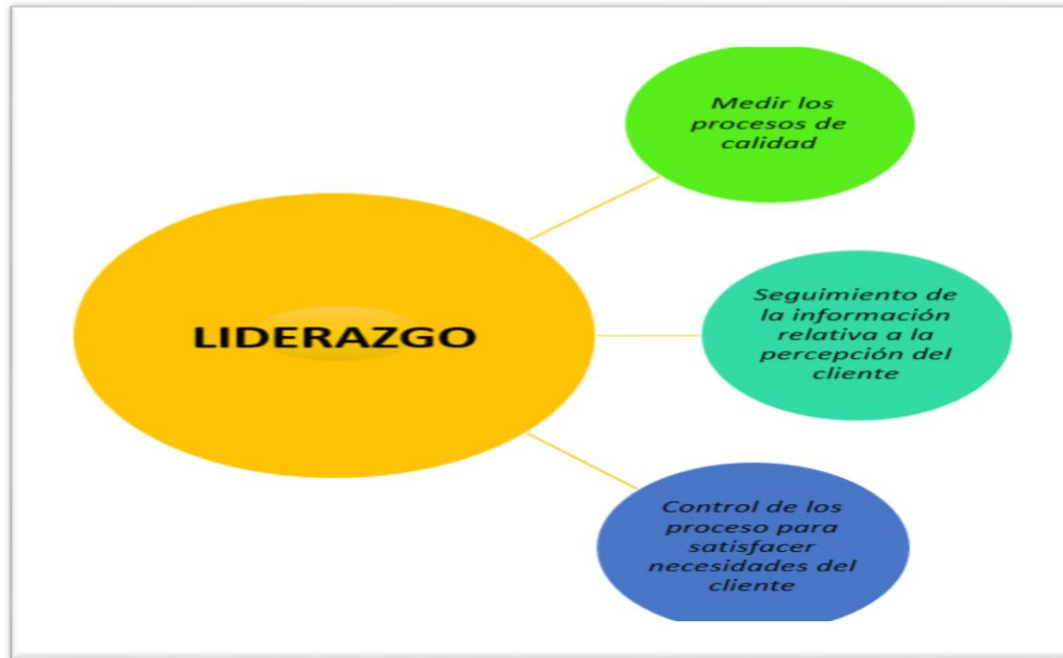 LIDERAZGO
Medir los
procesos de
calidad
Seguimiento de
la información
relativa a la
percepción del
cliente
Control de los
proceso para
satisfacer
necesidades del
cliente